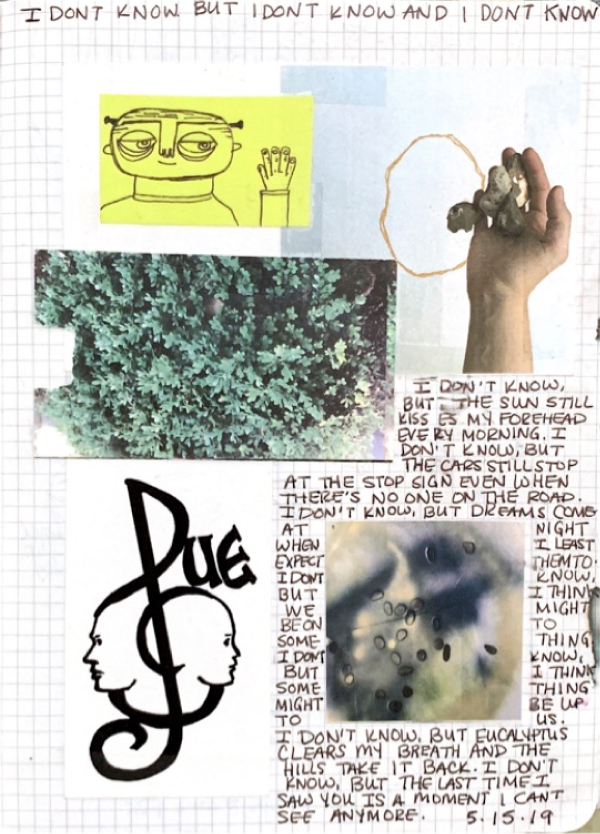 I DONT KNOW BUT I DONT KNOW AND I DONT KNOW
I DON'T KNOW,
BUT THE SUN STILL
KISSES MY FOREHEAD
EVERY MORNING. I
DON'T KNOW, BUT
THE CARS STILL STOP
AT THE STOP SIGN EVEN WHEN
THERE'S NO ONE ON THE ROAD.
I DON'T KNOW, BUT DREAMS COME
AT NIGHT
WHEN I LEAST
EXPECT THEM TO.
I DONT KNOW,
BUT I THINK
WE MIGHT
BE ON TO
SOME THING
I DONT KNOW,
BUT I THINK
SOME THING
MIGHT BE UP
TO US.
I DON'T KNOW, BUT EUCALYPTUS
CLEARS MY BREATH AND THE
HILLS TAKE IT BACK. I DON'T
KNOW, BUT THE LAST TIME I
SAW YOU IS A MOMENT I CANT
SEE ANYMORE. 5.15.19
DUE